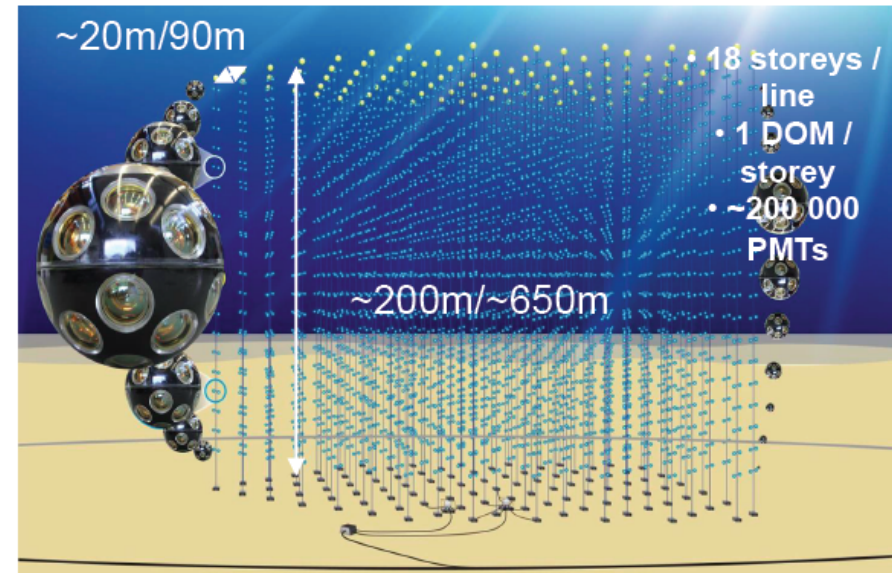 ~20m/90m
• 18 storeys /
line
• 1 DOM /
storey
• ~200 000
PMTs
~200m/~650m